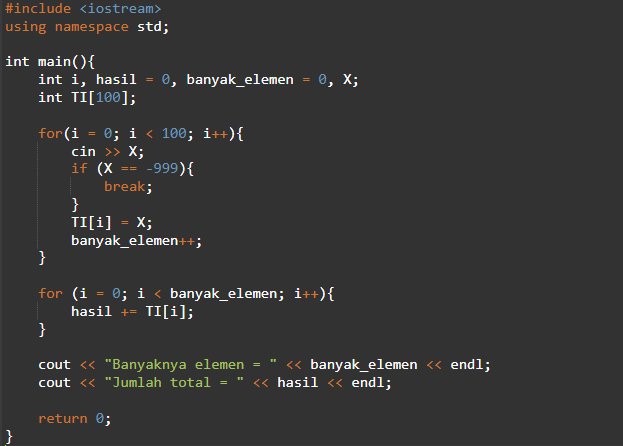 #include <iostream>
using namespace std;
int main(){
int i, hasil = 0, banyak_elemen = 0, X;
int TI[100];
for(i = 0; i < 100; i++){
cin >> X;
if (X == -999){
break;
}
TI[i] = X;
banyak_elemen++;
}
for (i = 0; i < banyak_elemen; i++){
hasil += TI[i];
}
cout << "Banyaknya elemen = " << banyak_elemen << endl;
cout << "Jumlah total = " << hasil << endl;
return 0;
}